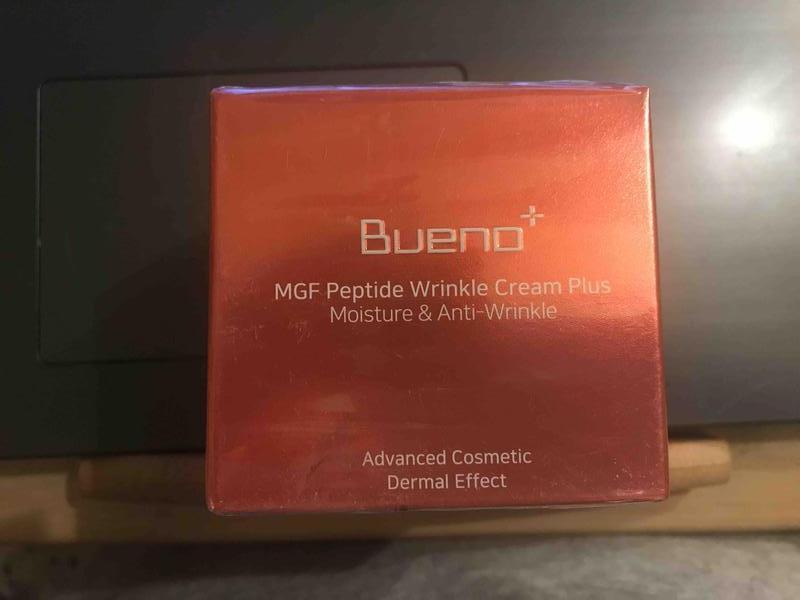 Bueno+
MGF Peptide Wrinkle Cream Plus
Moisture & Anti-Wrinkle
Advanced Cosmetic
Dermal Effect